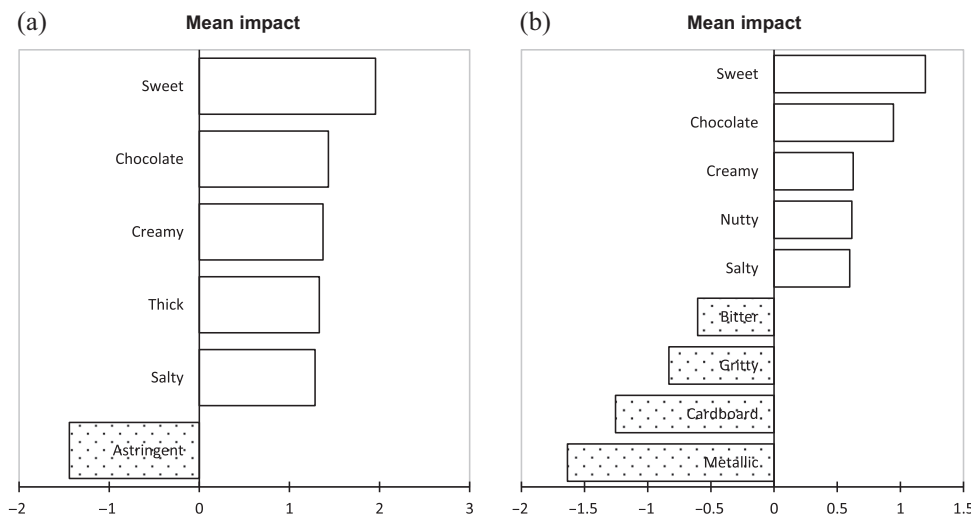 (a)
Mean impact
Sweet
Chocolate
Creamy
Thick
Salty
Astringent
−2 −1 0 1 2 3
(b)
Mean impact
Sweet
Chocolate
Creamy
Nutty
Salty
Bitter
Gritty
Cardboard
Metallic
−2 −1.5 −1 −0.5 0 0.5 1 1.5